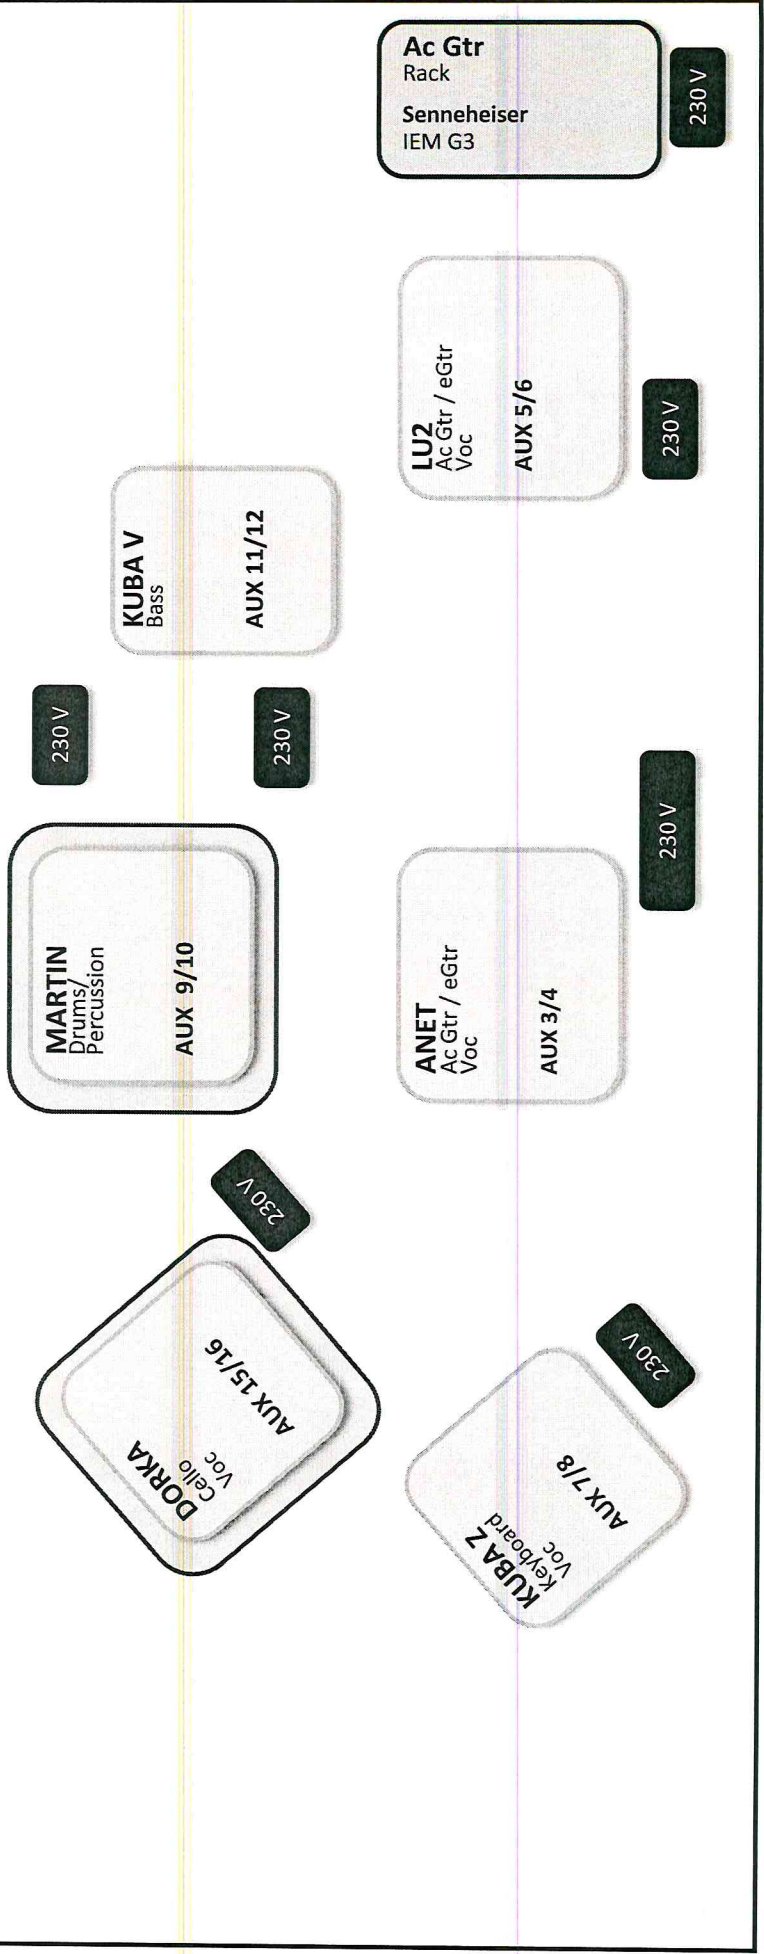 Ac Gtr
Rack
Senneheiser
IEM G3
230 V
LU2
Ac Gtr / eGtr
Voc
AUX 5/6
230 V
KUBA V
Bass
AUX 11/12
230 V
230 V
MARTIN
Drums/
Percussion
AUX 9/10
ANET
Ac Gtr / eGtr
Voc
AUX 3/4
230 V
DORKA
Cello
Voc
AUX 15/16
230 V
KUBA Z
Keyboard
Voc
AUX 7/8
230 V